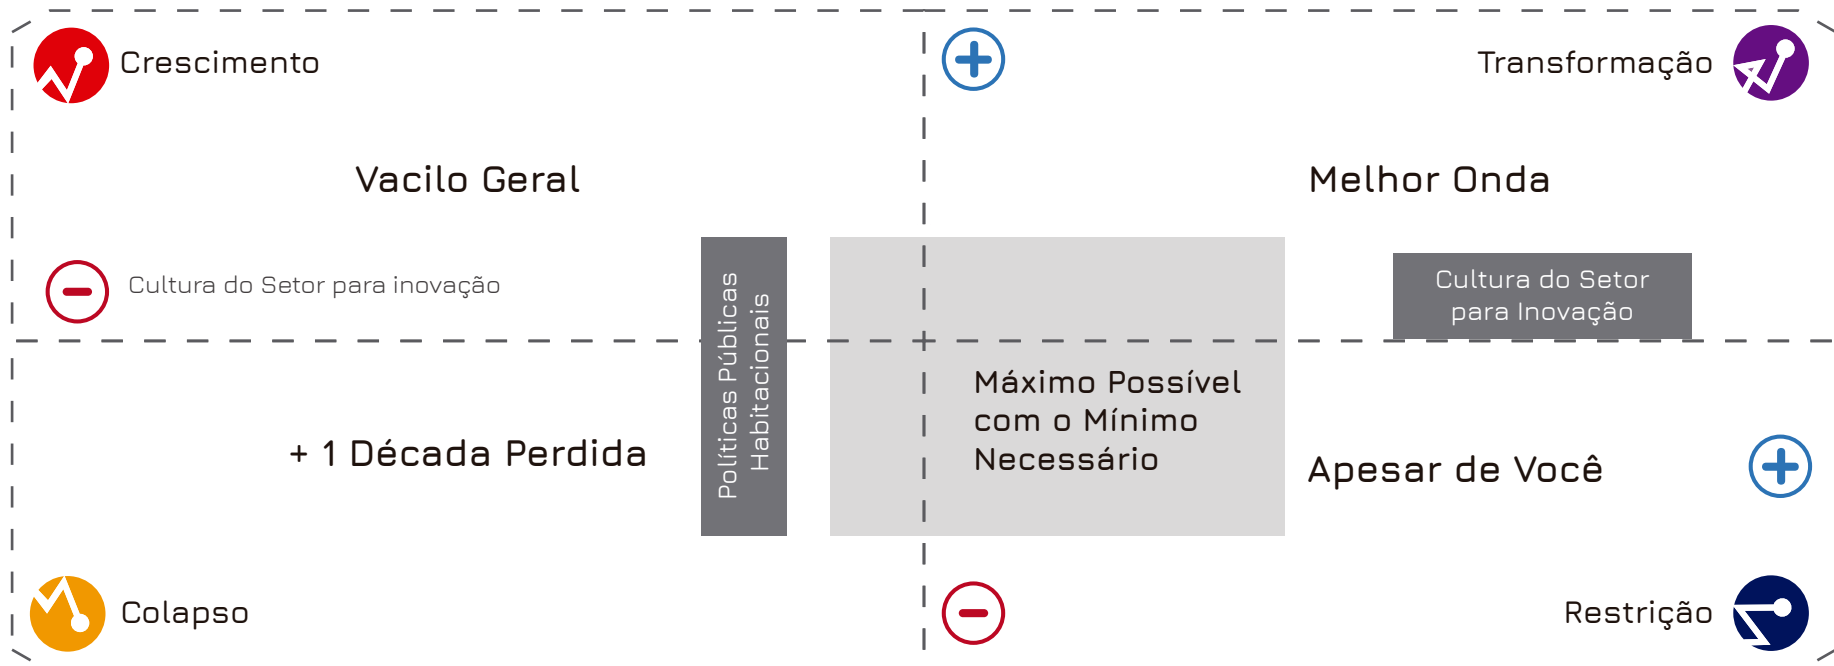 Crescimento
Transformação
Vacilo Geral
Melhor Onda
Cultura do Setor para inovação
Políticas Públicas
Habitacionais
Cultura do Setor
para Inovação
Máximo Possível
com o Mínimo
Necessário
+ 1 Década Perdida
Apesar de Você
Colapso
Restrição